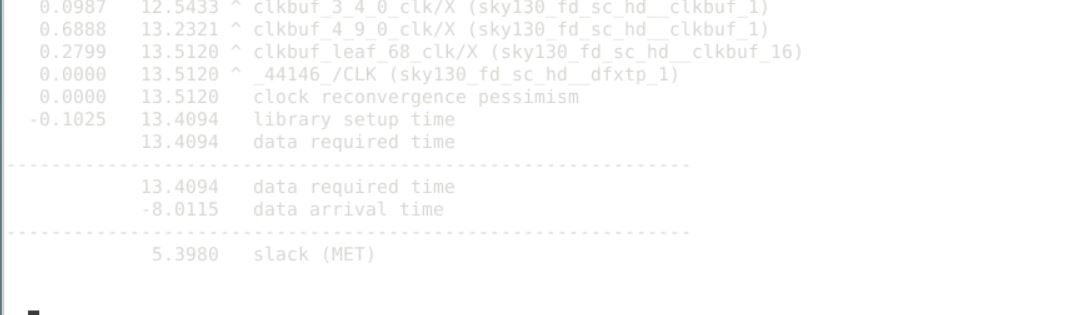 0.0987 12.5433 ^ clkbuf_3_4_0_clk/X (sky130_fd_sc_hd__clkbuf_1)
0.6888 13.2321 ^ clkbuf_4_9_0_clk/X (sky130_fd_sc_hd__clkbuf_1)
0.2799 13.5120 ^ clkbuf_leaf_68_clk/X (sky130_fd_sc_hd__clkbuf_16)
0.0000 13.5120 ^ _44146_/CLK (sky130_fd_sc_hd__dfxtp_1)
0.0000 13.5120 clock reconvergence pessimism
-0.1025 13.4094 library setup time
13.4094 data required time
-------------------------------------------------------------
13.4094 data required time
-8.0115 data arrival time
-------------------------------------------------------------
5.3980 slack (MET)